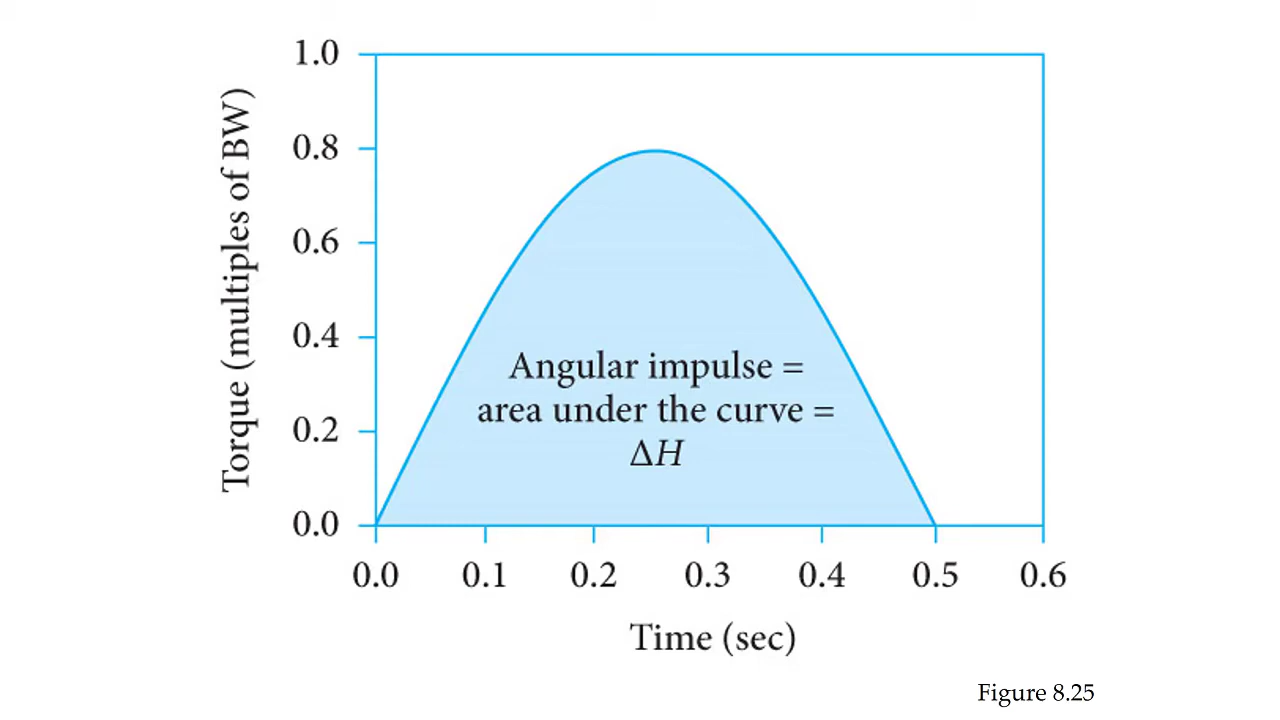 Torque (multiples of BW)
1.0
0.8
0.6
0.4
0.2
0.0
Angular impulse =
area under the curve =
ΔH
0.0 0.1 0.2 0.3 0.4 0.5 0.6
Time (sec)
Figure 8.25